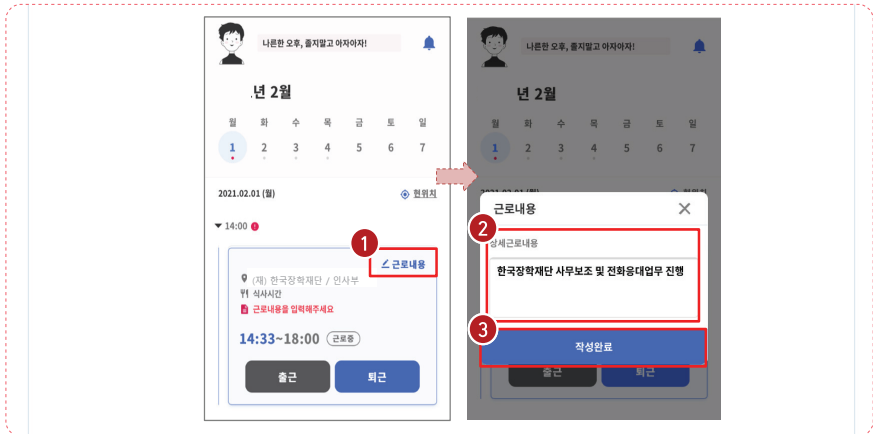 나른한 오후, 졸지말고 아자아자!
년 2월
월 화 수 목 금 토 일
1 2 3 4 5 6 7
2021.02.01 (월)
현위치
14:00
1
근로내용
(재) 한국장학재단 / 인사부
식사시간
근로내용을 입력해주세요
14:33~18:00 근로중
출근 퇴근
나른한 오후, 졸지말고 아자아자!
년 2월
월 화 수 목 금 토 일
1 2 3 4 5 6 7
근로내용
2
상세근로내용
한국장학재단 사무보조 및 전화응대업무 진행
3
작성완료
출근 퇴근